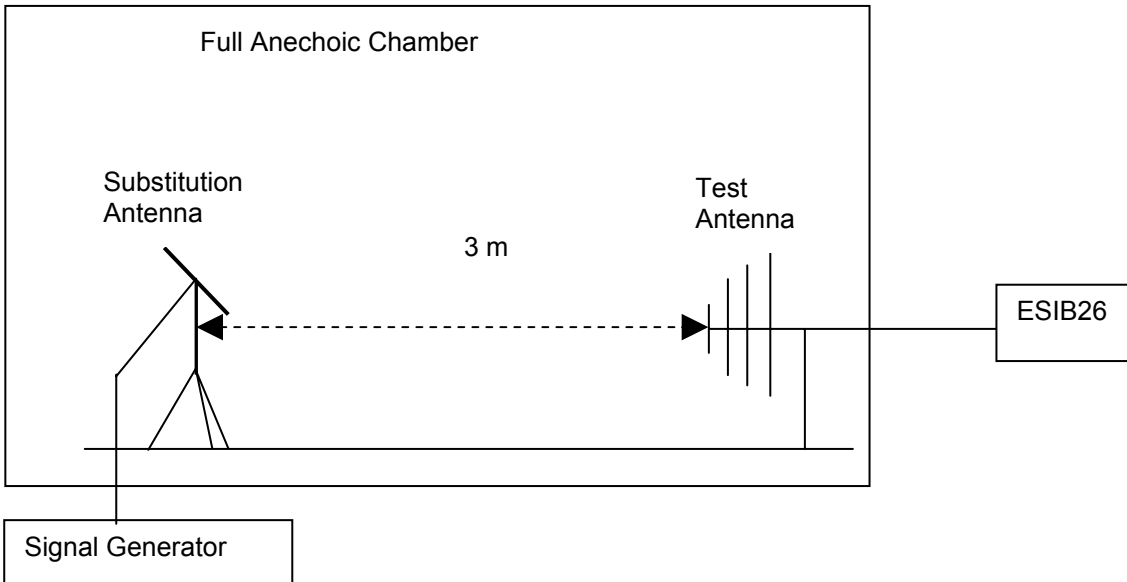 Full Anechoic Chamber
Substitution
Antenna
Test
Antenna
3 m
ESIB26
Signal Generator